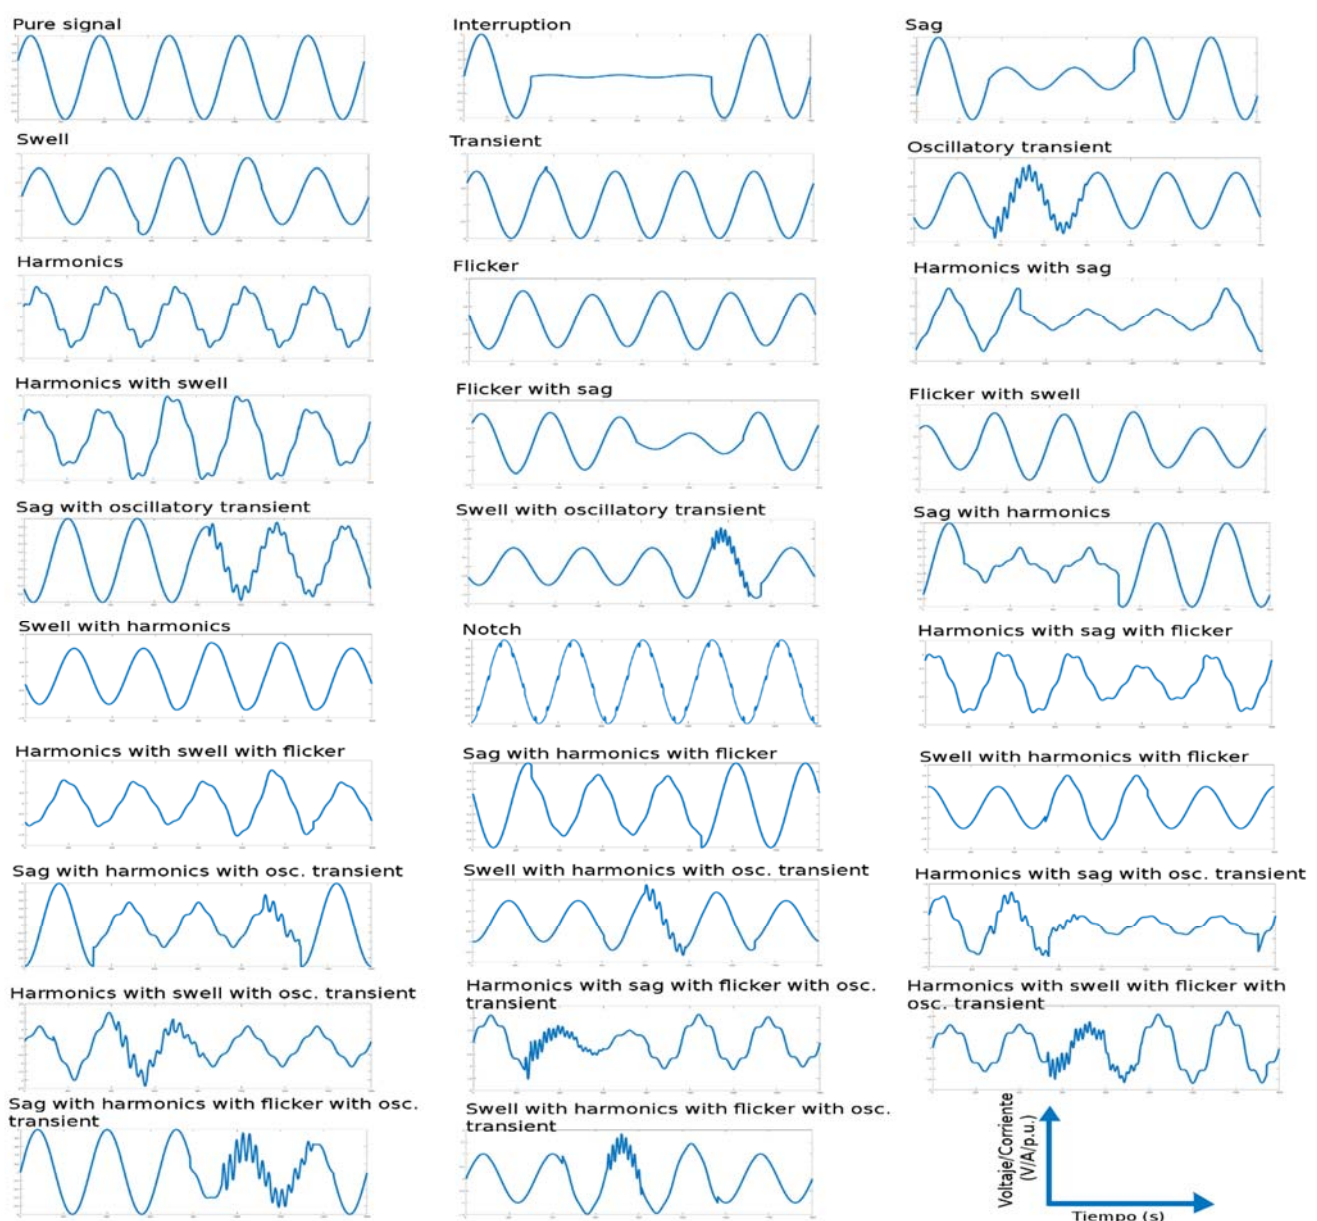 Pure signal
Interruption
Sag
Swell
Transient
Oscillatory transient
Harmonics
Flicker
Harmonics with sag
Harmonics with swell
Flicker with sag
Flicker with swell
Sag with oscillatory transient
Swell with oscillatory transient
Sag with harmonics
Swell with harmonics
Notch
Harmonics with sag with flicker
Harmonics with swell with flicker
Sag with harmonics with flicker
Swell with harmonics with flicker
Sag with harmonics with osc. transient
Swell with harmonics with osc. transient
Harmonics with sag with osc. transient
Harmonics with swell with osc. transient
Harmonics with sag with flicker with osc.
transient
Harmonics with swell with flicker with
osc. transient
Sag with harmonics with flicker with osc.
transient
Swell with harmonics with flicker with osc.
transient
Voltaje/Corriente
(V/A/p.u.)
Tiempo (s)